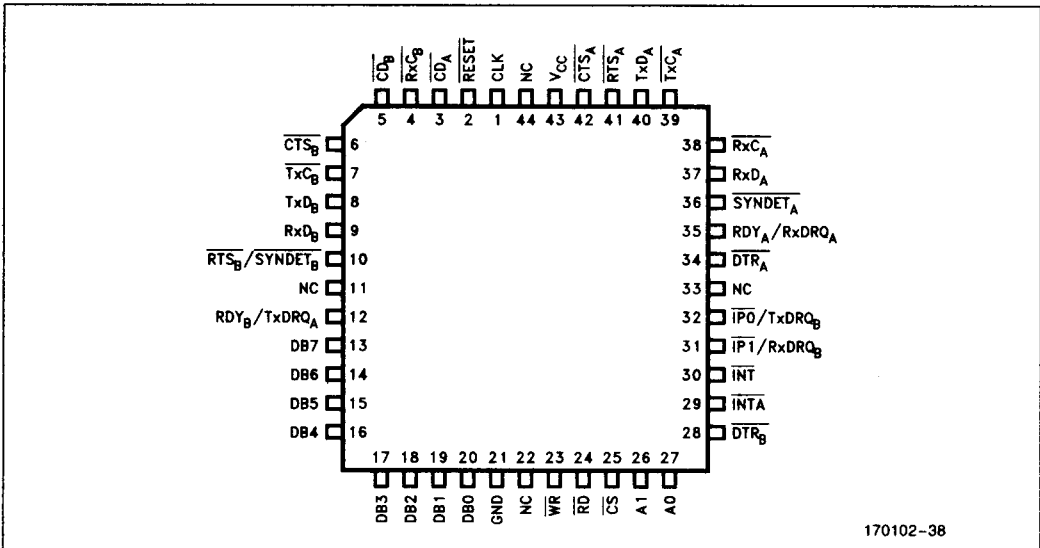 CD_B RxC_B CD_A RESET CLK NC V_CC CTS_A RTS_A TxD_A TxC_A
5 4 3 2 1 44 43 42 41 40 39
CTS_B 6 38 RxC_A
TxC_B 7 37 RxD_A
TxD_B 8 36 SYNDET_A
RxD_B 9 35 RDY_A/RxDRQ_A
RTS_B/SYNDET_B 10 34 DTR_A
NC 11 33 NC
RDY_B/TxDRQ_A 12 32 IP0/TxDRQ_B
DB7 13 31 IP1/RxDRQ_B
DB6 14 30 INT
DB5 15 29 INTA
DB4 16 28 DTR_B
17 18 19 20 21 22 23 24 25 26 27
DB3 DB2 DB1 DB0 GND NC WR RD CS A1 A0
170102-38